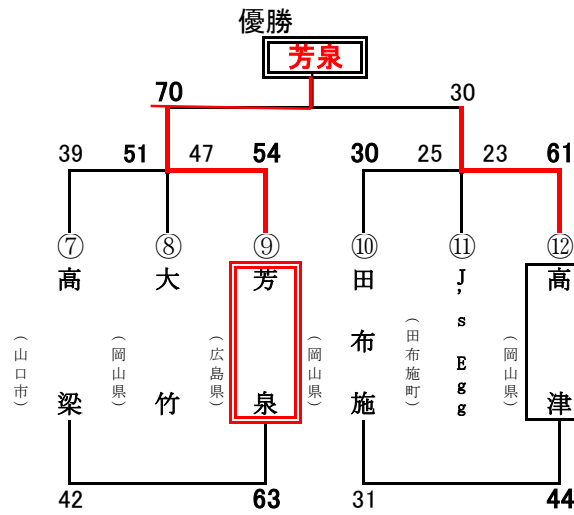 優勝
芳泉
70 30
39 51 47 54 30 25 23 61
⑦ ⑧ ⑨ ⑩ ⑪ ⑫
高梁
(山口市)
大竹
(岡山県)
芳泉
(広島県)
田布施
(岡山県)
J's Egg
(田布施町)
高津
(岡山県)
42 63 31 44